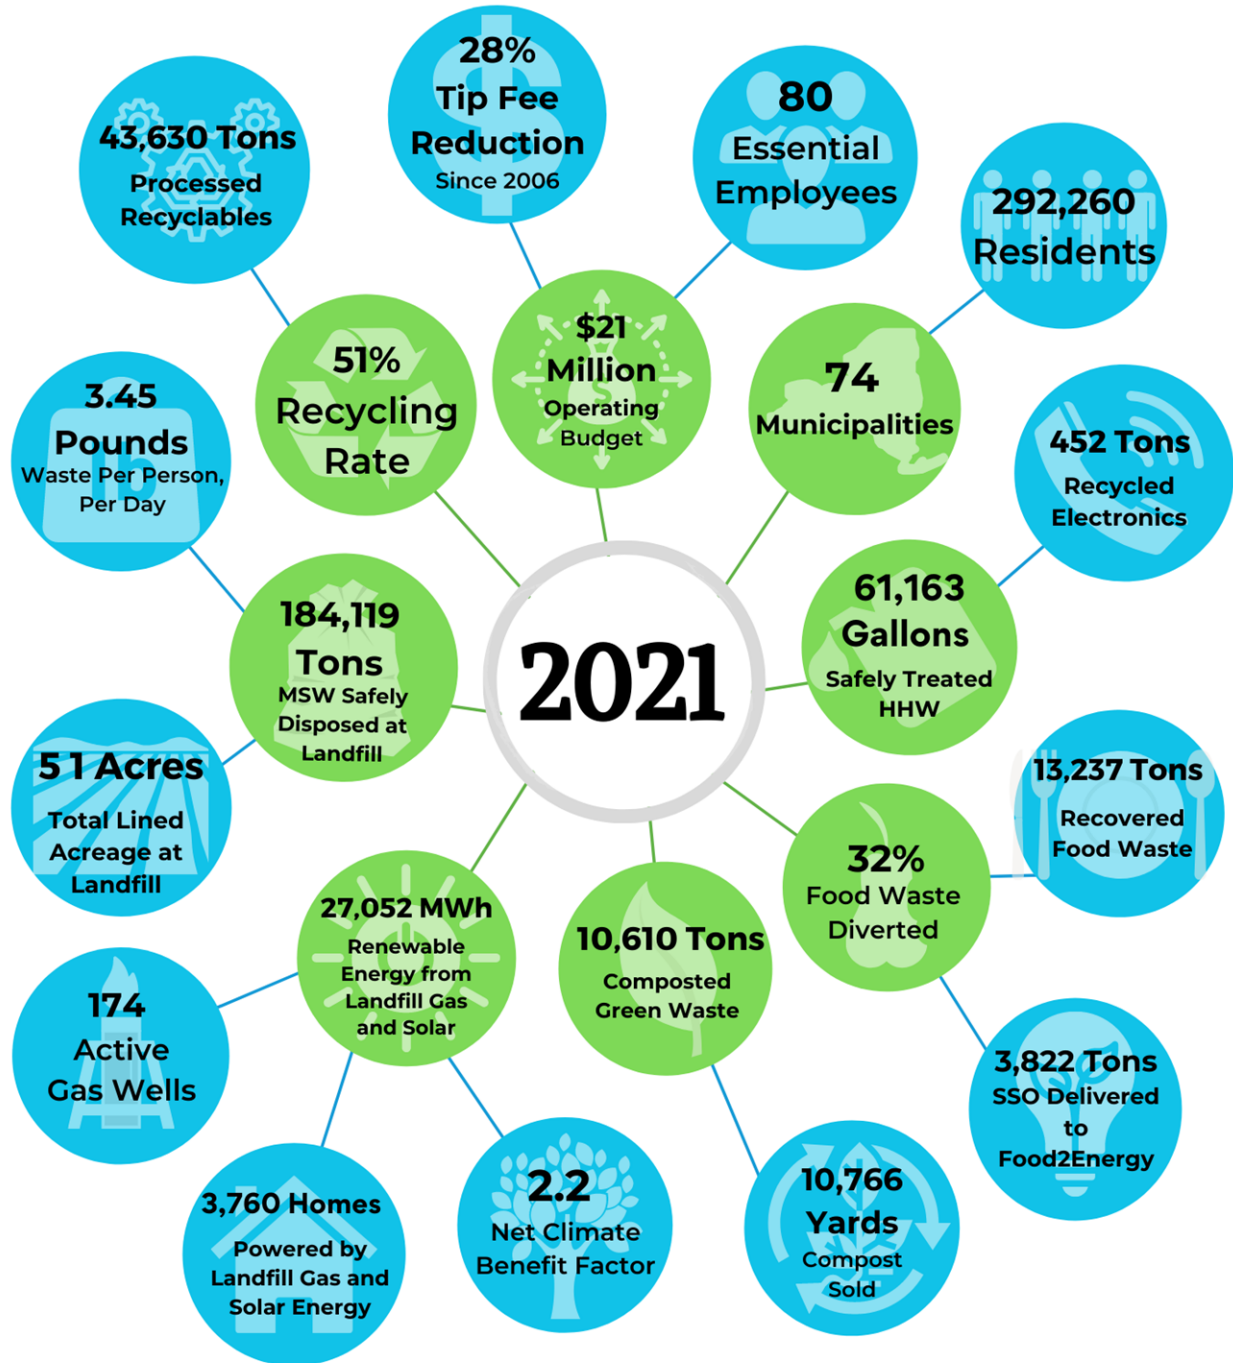 28%
Tip Fee
Reduction
Since 2006
80
Essential
Employees
43,630 Tons
Processed
Recyclables
292,260
Residents
$21
Million
Operating
Budget
51%
Recycling
Rate
74
Municipalities
3.45
Pounds
Waste Per Person,
Per Day
lb
452 Tons
Recycled
Electronics
184,119
Tons
MSW Safely
Disposed at
Landfill
2021
61,163
Gallons
Safely Treated
HHW
51 Acres
Total Lined
Acreage at
Landfill
13,237 Tons
Recovered
Food Waste
32%
Food Waste
Diverted
27,052 MWh
Renewable
Energy from
Landfill Gas
and Solar
10,610 Tons
Composted
Green Waste
174
Active
Gas Wells
3,822 Tons
SSO Delivered
to
Food2Energy
3,760 Homes
Powered by
Landfill Gas and
Solar Energy
2.2
Net Climate
Benefit Factor
10,766
Yards
Compost
Sold